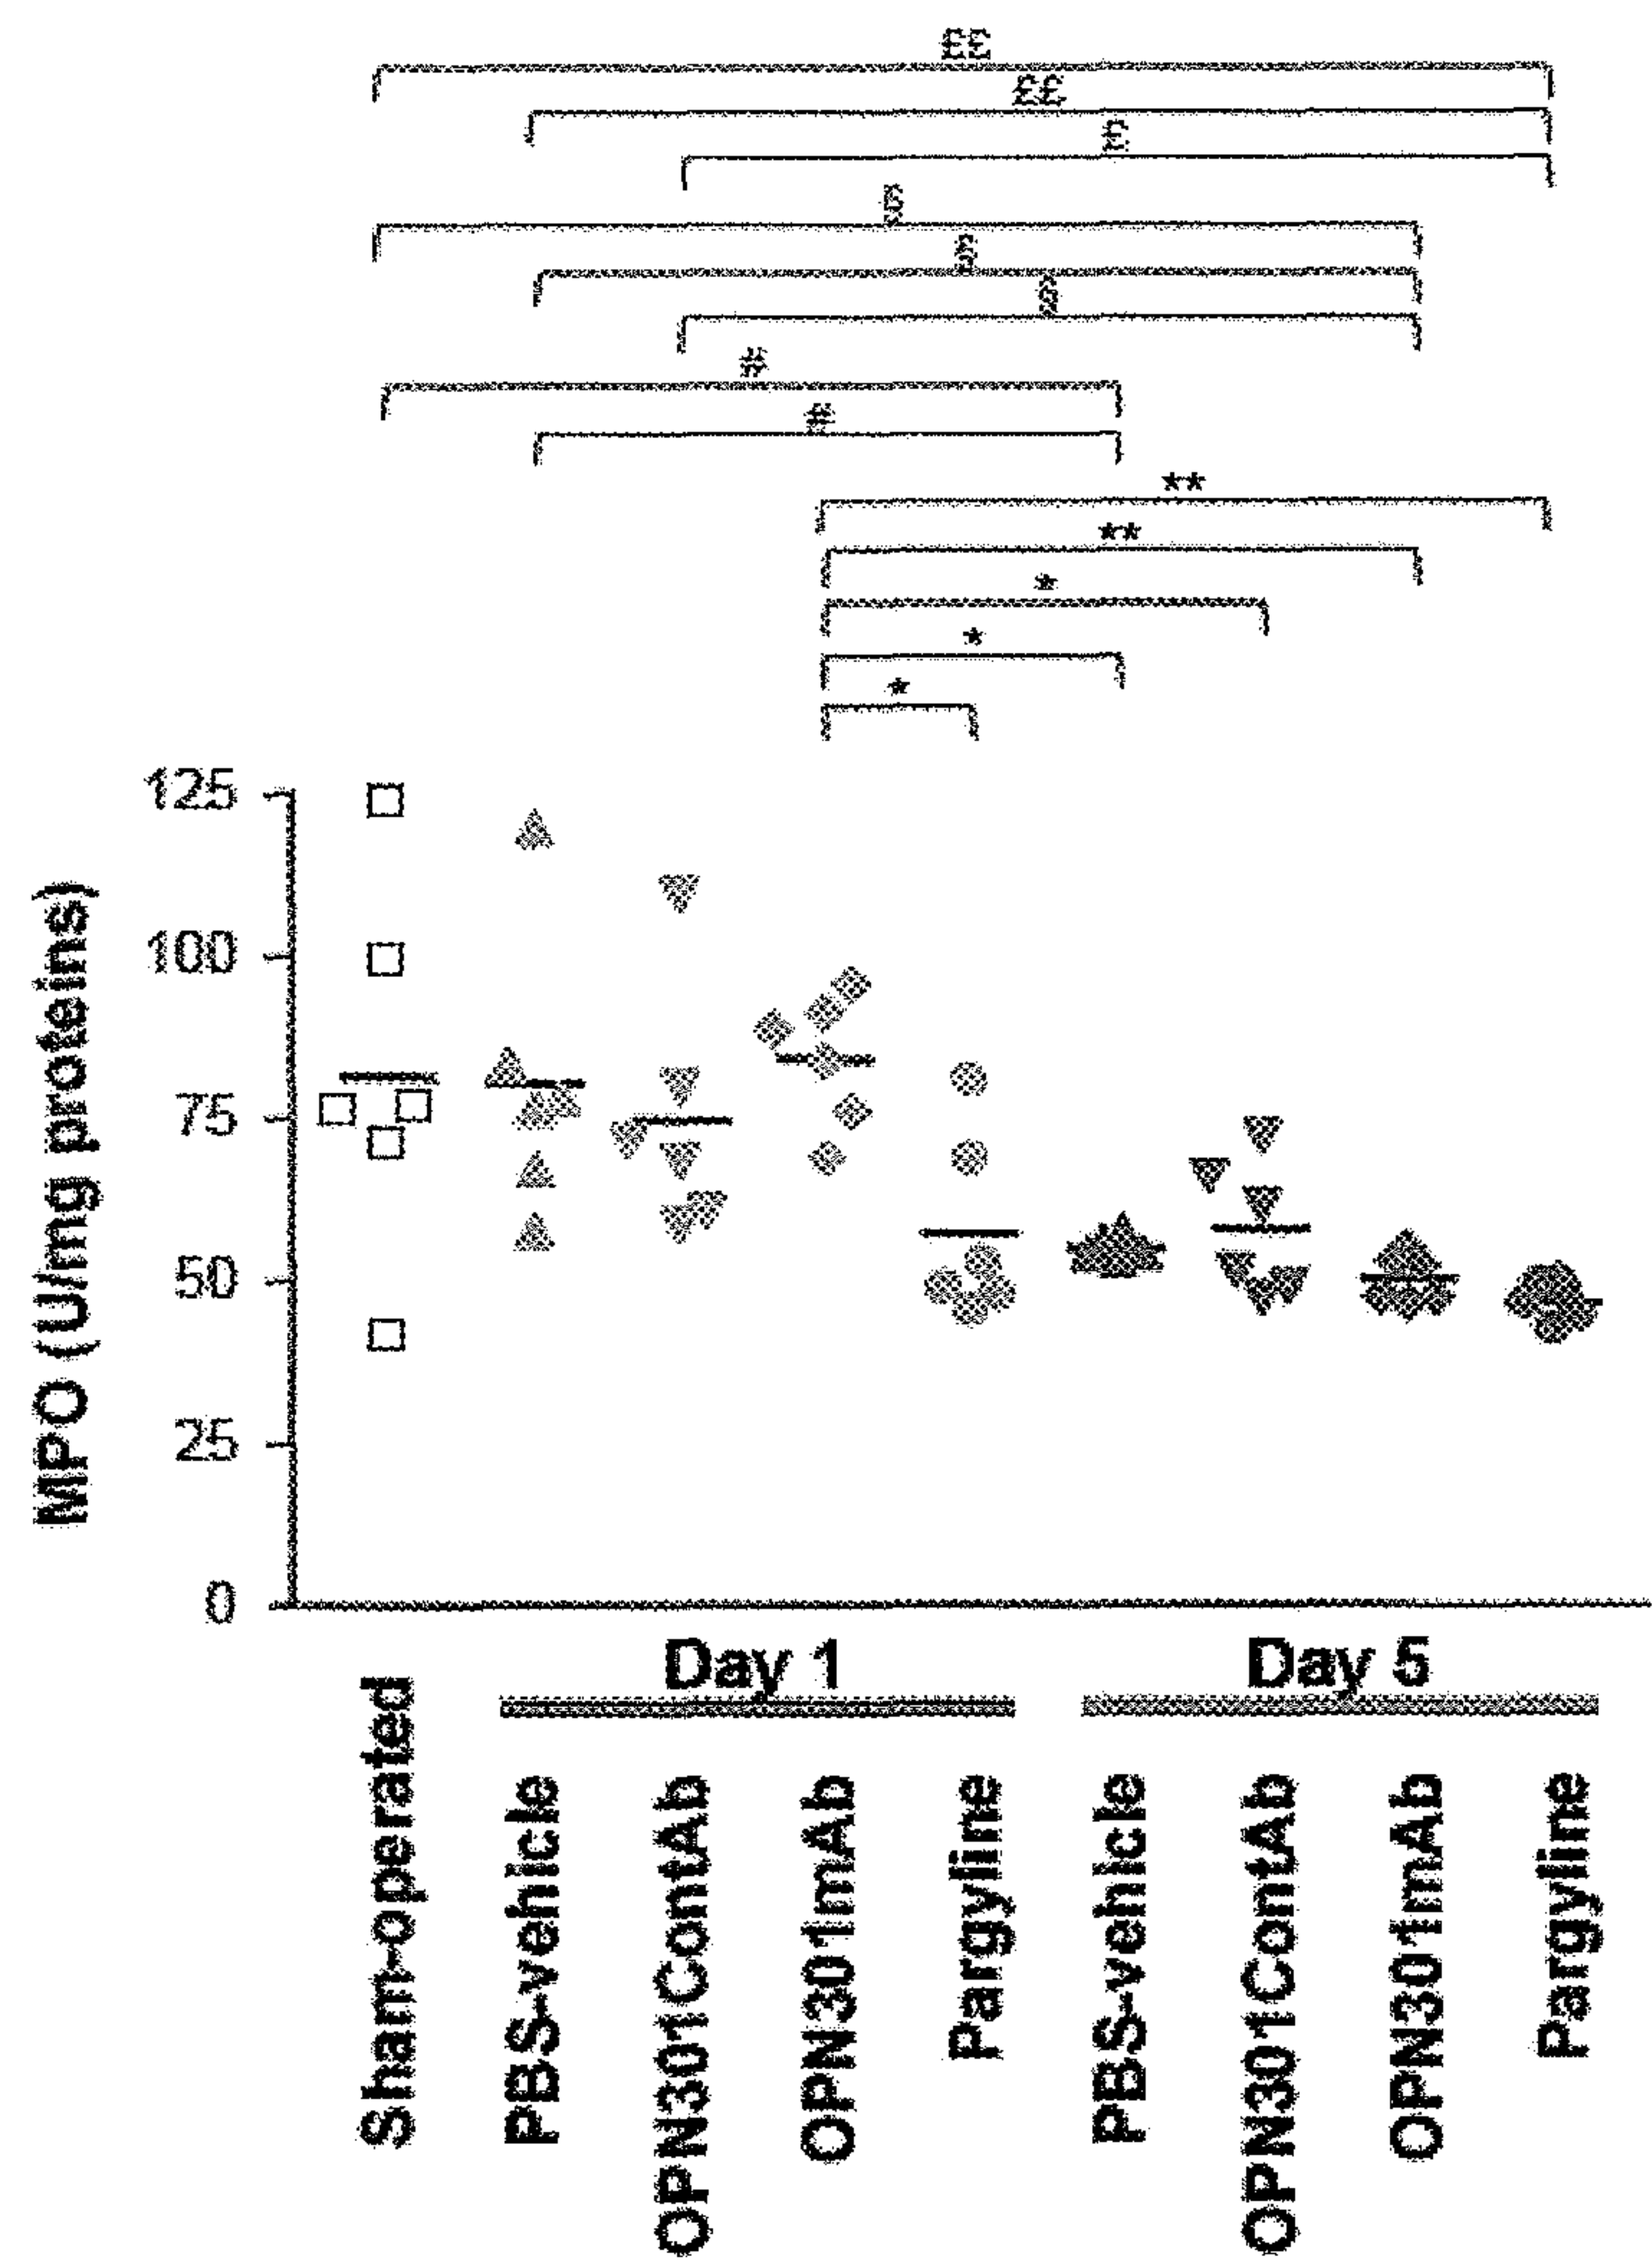 ££
££
£
§
§
§
#
#
**
**
*
*
*
125
100
75
50
25
0
MPO (U/mg proteins)
Day 1
Day 5
Sham-operated
PBS-vehicle
OPN301ContAb
OPN301mAb
Pargyline
PBS-vehicle
OPN301ContAb
OPN301mAb
Pargyline